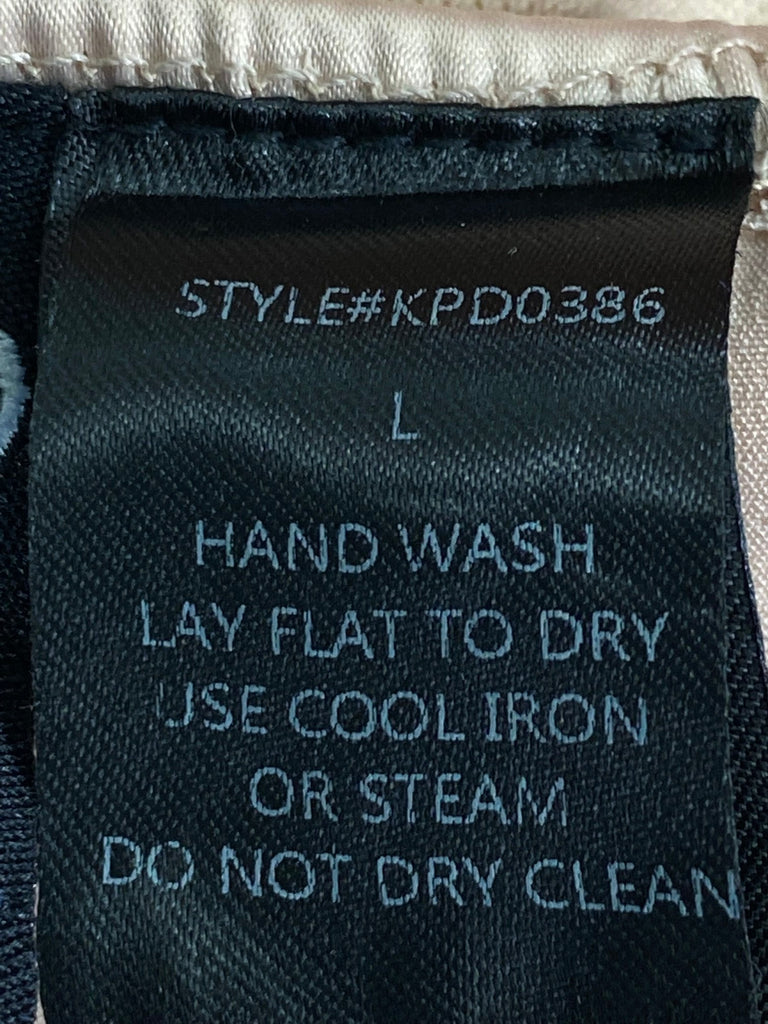 STYLE#KPD0386
L
HAND WASH
LAY FLAT TO DRY
USE COOL IRON
OR STEAM
DO NOT DRY CLEAN